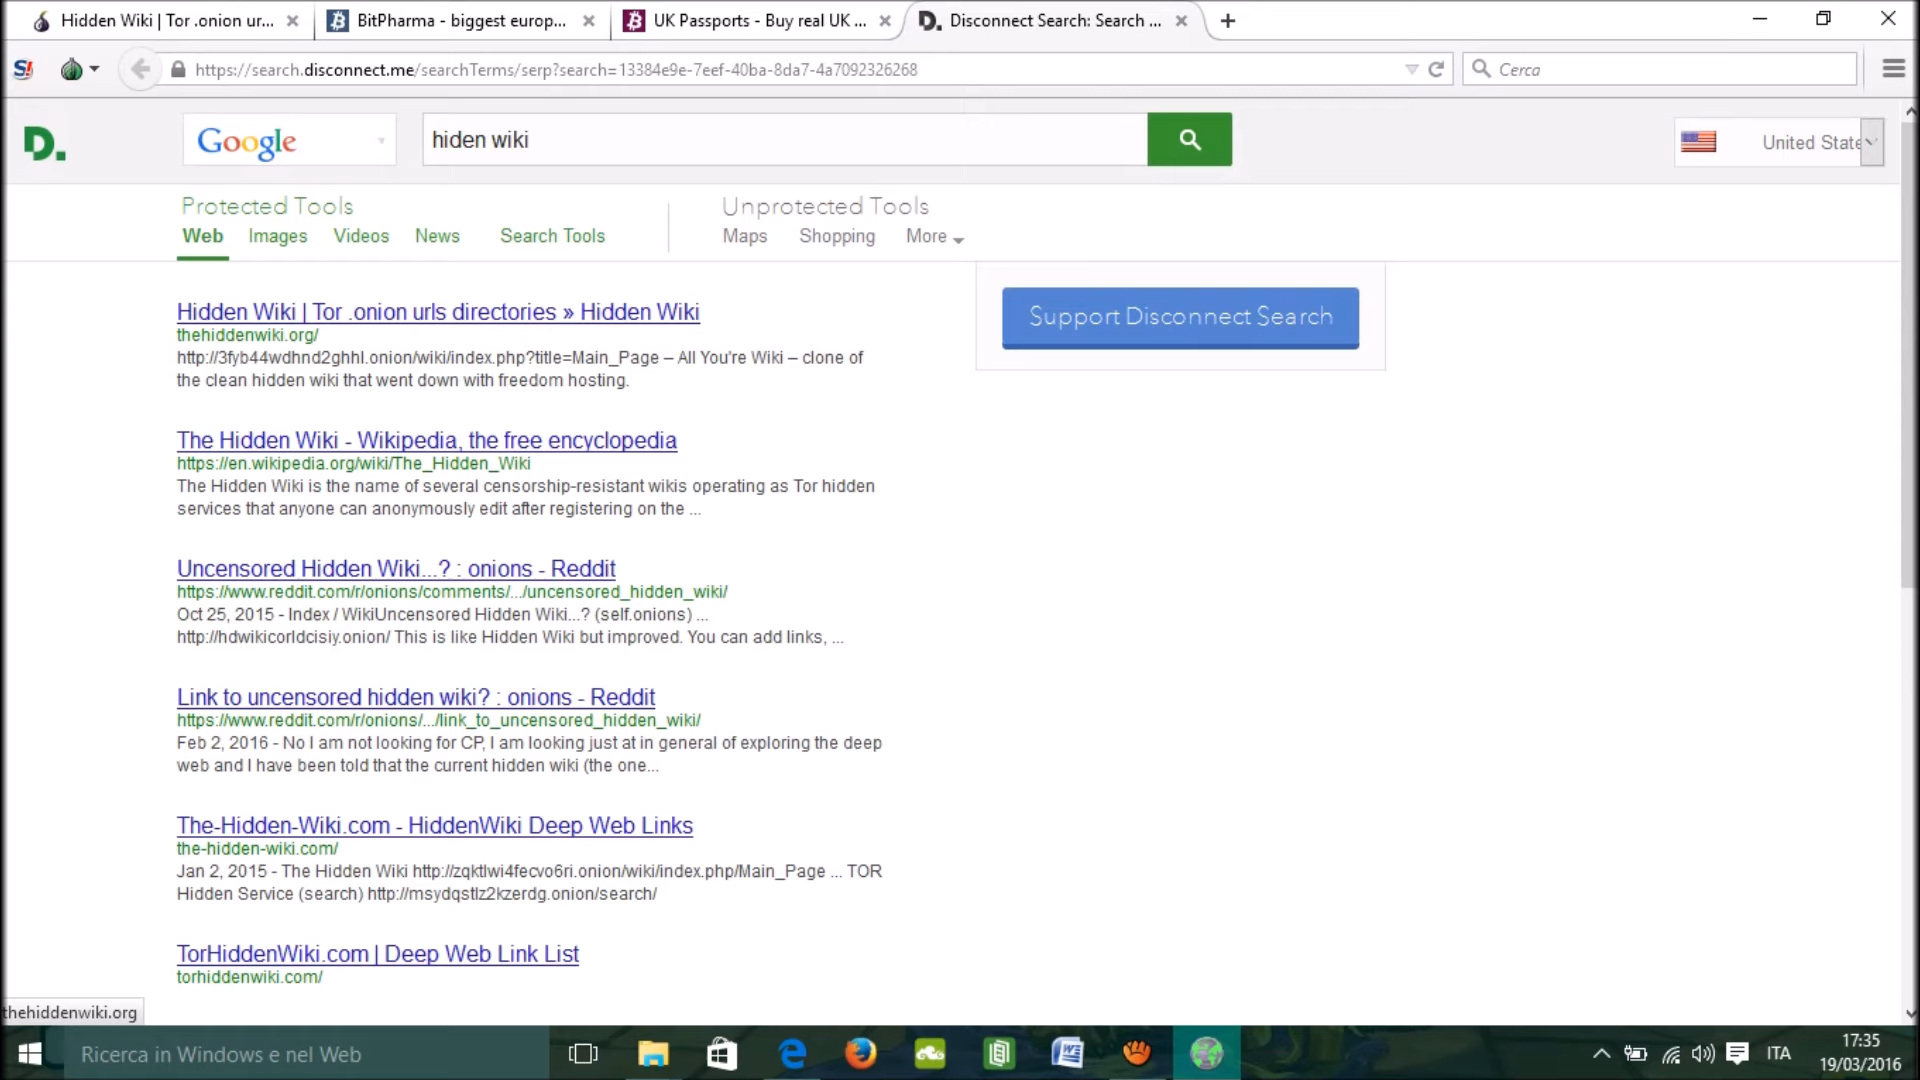 Hidden Wiki | Tor .onion ur...
BitPharma - biggest europ...
UK Passports - Buy real UK ...
D. Disconnect Search: Search ...
https://search.disconnect.me/searchTerms/serp?search=13384e9e-7eef-40ba-8da7-4a7092326268
Cerca
D.
Google
hiden wiki
United State
Protected Tools
Unprotected Tools
Web Images Videos News Search Tools
Maps Shopping More
Hidden Wiki | Tor .onion urls directories » Hidden Wiki
thehiddenwiki.org/
http://3fyb44wdhnd2ghhl.onion/wiki/index.php?title=Main_Page – All You're Wiki – clone of
the clean hidden wiki that went down with freedom hosting.
Support Disconnect Search
The Hidden Wiki - Wikipedia, the free encyclopedia
https://en.wikipedia.org/wiki/The_Hidden_Wiki
The Hidden Wiki is the name of several censorship-resistant wikis operating as Tor hidden
services that anyone can anonymously edit after registering on the ...
Uncensored Hidden Wiki...? : onions - Reddit
https://www.reddit.com/r/onions/comments/.../uncensored_hidden_wiki/
Oct 25, 2015 - Index / WikiUncensored Hidden Wiki...? (self.onions) ...
http://hdwikicorldcisiy.onion/ This is like Hidden Wiki but improved. You can add links, ...
Link to uncensored hidden wiki? : onions - Reddit
https://www.reddit.com/r/onions/.../link_to_uncensored_hidden_wiki/
Feb 2, 2016 - No I am not looking for CP, I am looking just at in general of exploring the deep
web and I have been told that the current hidden wiki (the one...
The-Hidden-Wiki.com - HiddenWiki Deep Web Links
the-hidden-wiki.com/
Jan 2, 2015 - The Hidden Wiki http://zqktlwi4fecvo6ri.onion/wiki/index.php/Main_Page ... TOR
Hidden Service (search) http://msydqstlz2kzerdg.onion/search/
TorHiddenWiki.com | Deep Web Link List
torhiddenwiki.com/
thehiddenwiki.org
Ricerca in Windows e nel Web
ITA
17:35
19/03/2016